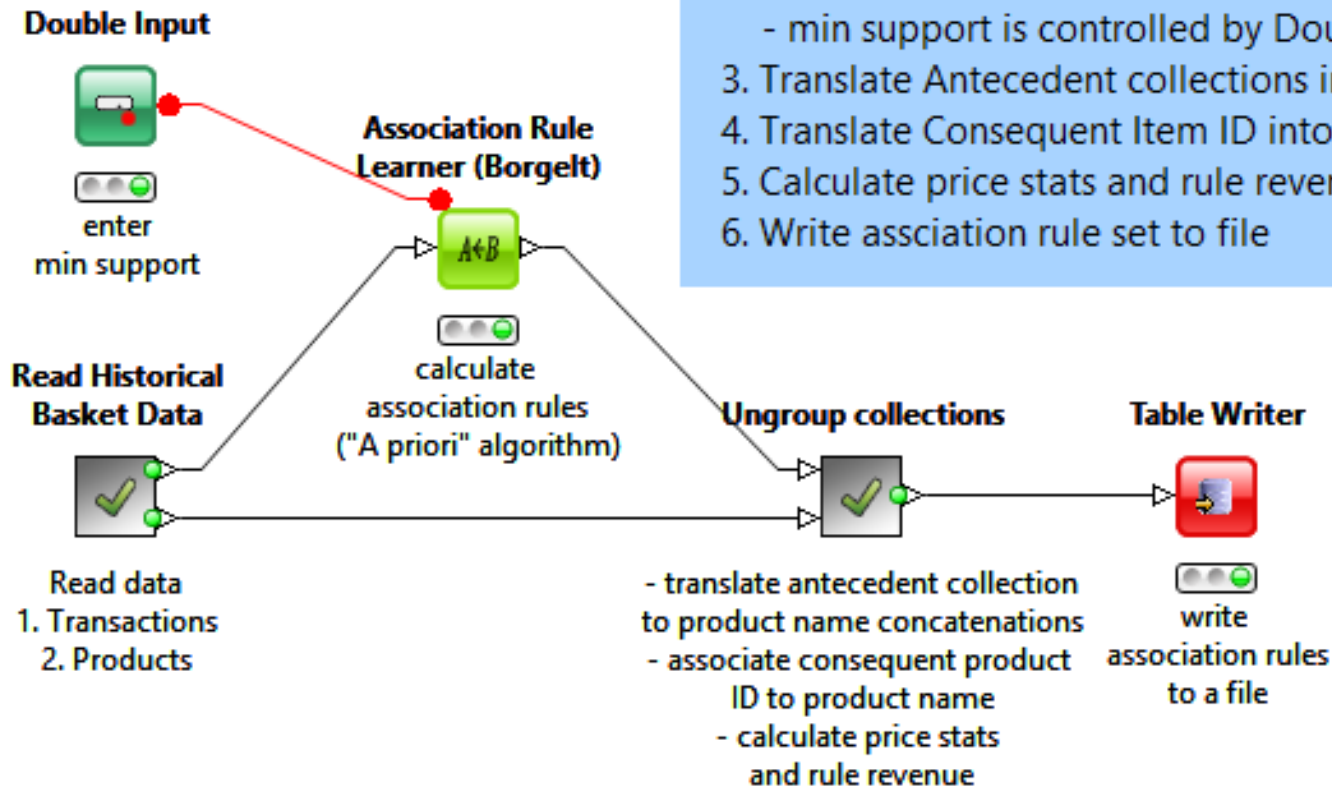 Double Input
enter
min support
Association Rule
Learner (Borgelt)
A B
calculate
association rules
("A priori" algorithm)
- min support is controlled by
3. Translate Antecedent collections
4. Translate Consequent Item ID into
5. Calculate price stats and rule
6. Write assciation rule set to file
Read Historical
Basket Data
Read data
1. Transactions
2. Products
Ungroup collections
- translate antecedent collection
to product name concatenations
- associate consequent product
ID to product name
- calculate price stats
and rule revenue
Table Writer
write
association rules
to a file